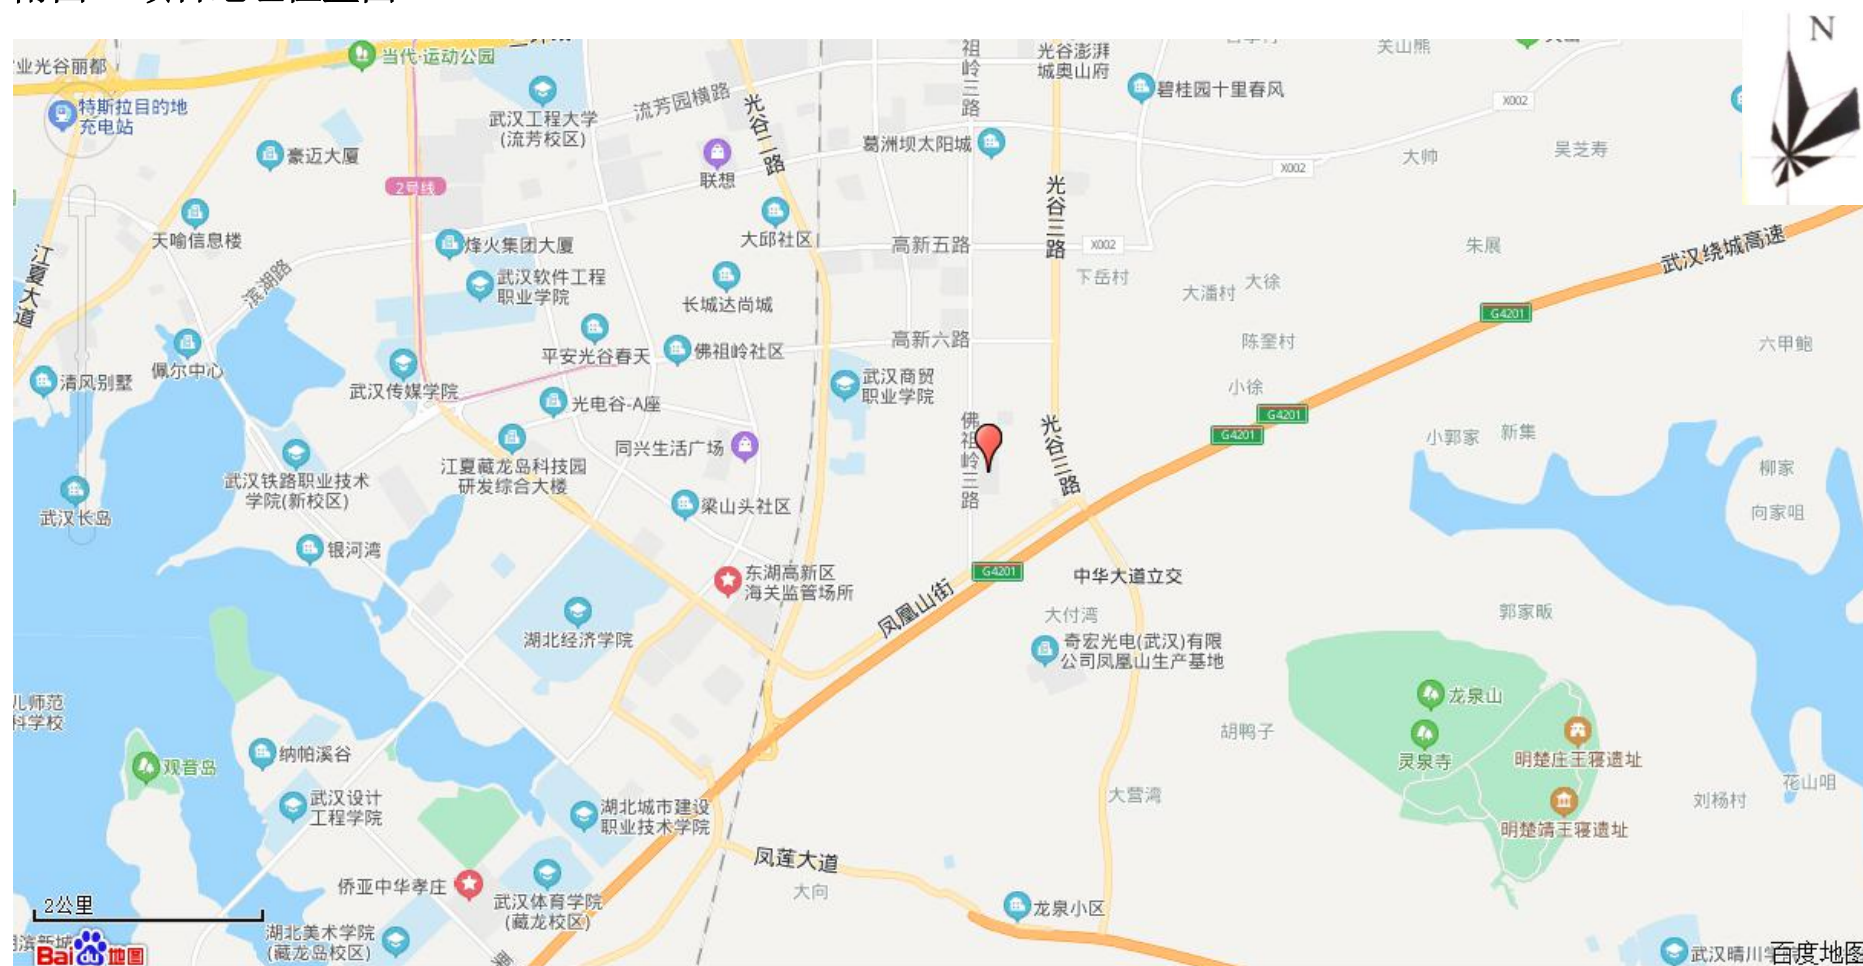 N
当代·运动公园
业光谷丽都
特斯拉目的地
充电站
豪迈大厦
武汉工程大学
(流芳校区)
流芳园横路
光谷二路
联想
2号线
祖岭三路
光谷澎湃
城奥山府
碧桂园十里春风
关山熊
X002
葛洲坝太阳城
X002
大帅
吴芝寿
光谷三路
天喻信息楼
烽火集团大厦
大邱社区
高新五路
X002
朱展
武汉绕城高速
江夏大道
滨湖路
武汉软件工程
职业学院
长城达尚城
下岳村
大潘村
大徐
G4201
佩尔中心
平安光谷春天
佛祖岭社区
高新六路
陈銮村
六甲鲍
清风别墅
武汉传媒学院
武汉商贸
职业学院
小徐
光电谷-A座
G4201
G4201
佛祖岭三路
光谷三路
同兴生活广场
小郭家
新集
柳家
江夏藏龙岛科技园
研发综合大楼
武汉铁路职业技术
学院(新校区)
武汉长岛
梁山头社区
向家咀
银河湾
东湖高新区
海关监管场所
G4201
中华大道立交
凤凰山街
大付湾
郭家畈
湖北经济学院
奇宏光电(武汉)有限
公司凤凰山生产基地
儿师范
科学校
龙泉山
胡鸭子
灵泉寺
明楚庄王寝遗址
观音岛
纳帕溪谷
武汉设计
工程学院
湖北城市建设
职业技术学院
大营湾
刘杨村
花山咀
明楚靖王寝遗址
凤莲大道
大向
侨亚中华孝庄
武汉体育学院
(藏龙校区)
龙泉小区
2公里
湖北美术学院
(藏龙岛校区)
滨新城
Bai du 地图
武汉晴川学
百度地图